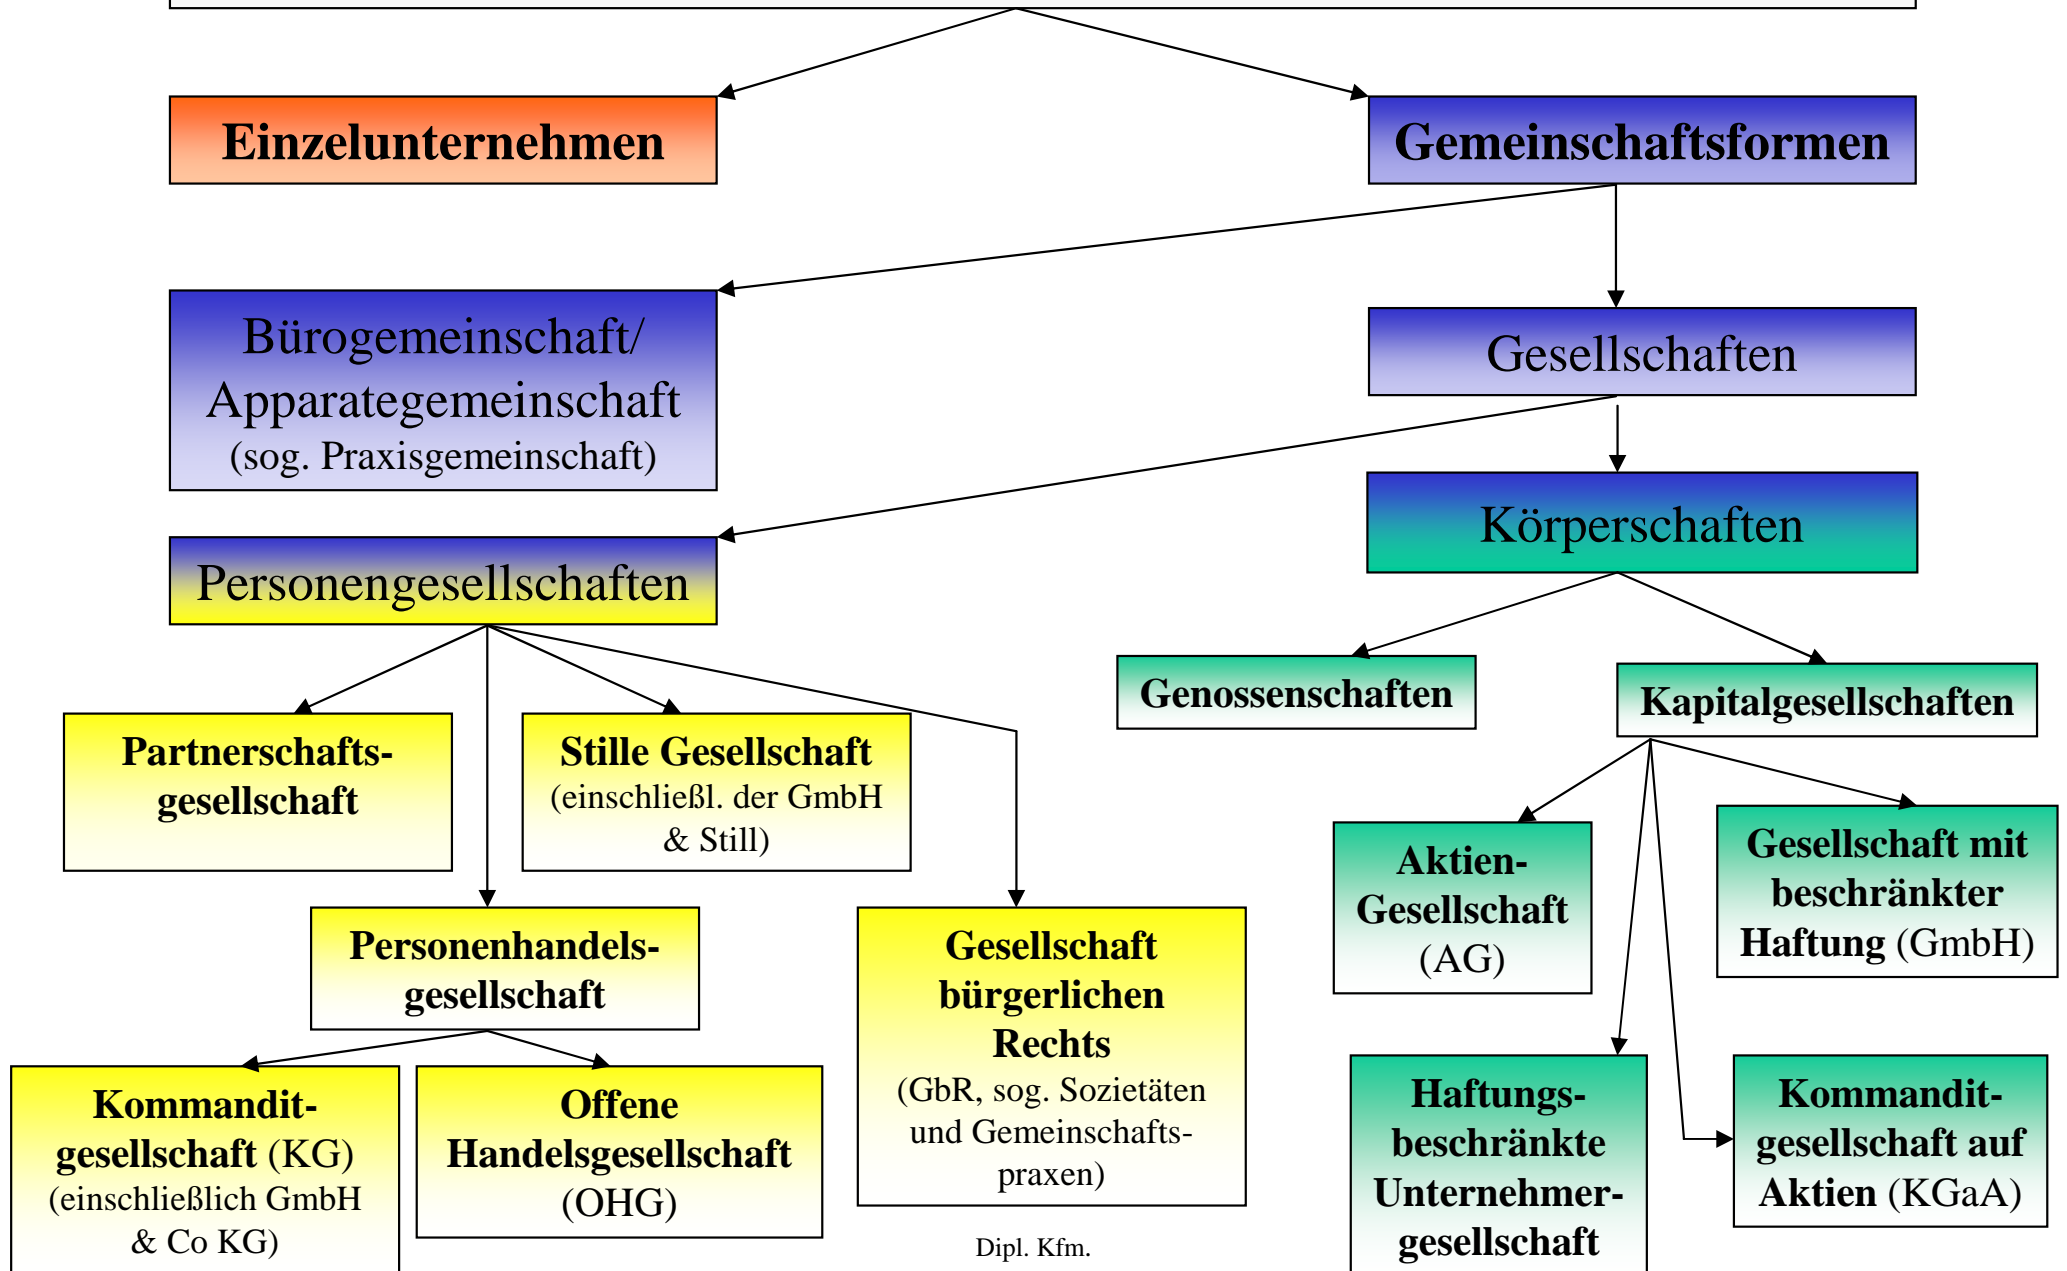 Einzelunternehmen
Gemeinschaftsformen
Bürogemeinschaft/
Apparategemeinschaft
(sog. Praxisgemeinschaft)
Gesellschaften
Körperschaften
Personengesellschaften
Genossenschaften
Kapitalgesellschaften
Partnerschafts-
gesellschaft
Stille Gesellschaft
(einschließl. der GmbH
& Still)
Aktien-
Gesellschaft
(AG)
Gesellschaft mit
beschränkter
Haftung (GmbH)
Personenhandels-
gesellschaft
Gesellschaft
bürgerlichen
Rechts
(GbR, sog. Sozietäten
und Gemeinschafts-
praxen)
Kommandit-
gesellschaft (KG)
(einschließlich GmbH
& Co KG)
Offene
Handelsgesellschaft
(OHG)
Haftungs-
beschränkte
Unternehmer-
gesellschaft
Kommandit-
gesellschaft auf
Aktien (KGaA)
Dipl. Kfm.